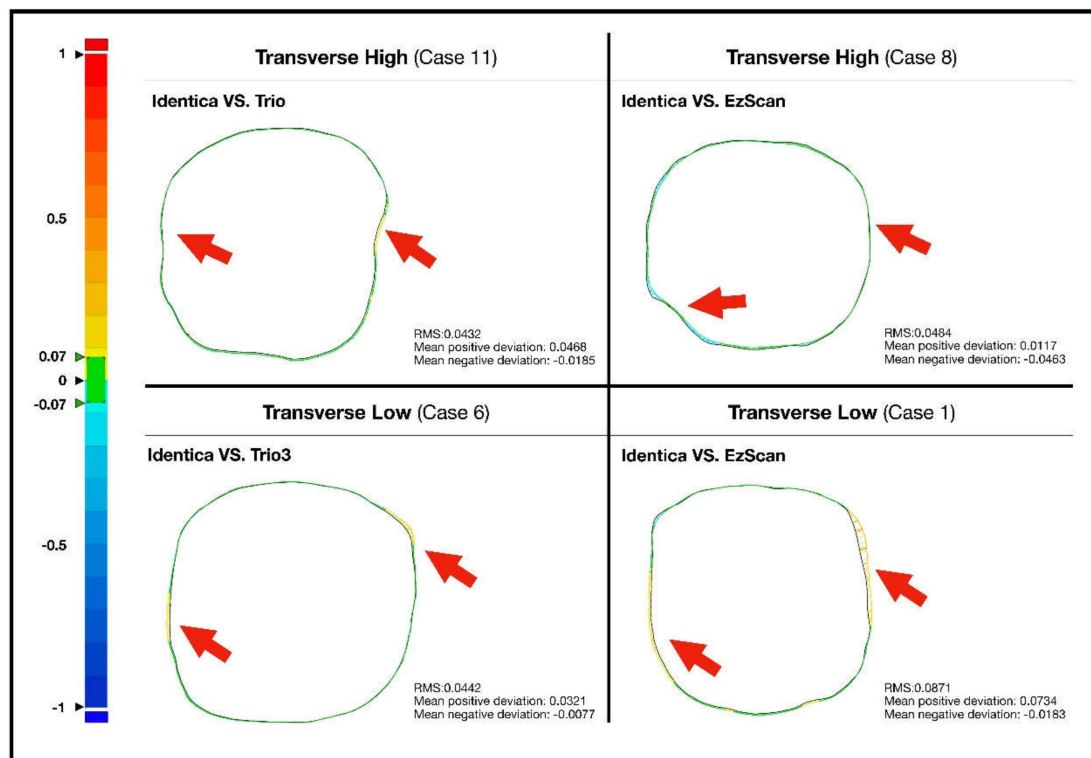 1
0.5
0.07
0
-0.07
-0.5
-1
Transverse High (Case 11)
Identica VS. Trio
RMS:0.0432
Mean positive deviation: 0.0468
Mean negative deviation: -0.0185
Transverse High (Case 8)
Identica VS. EzScan
RMS:0.0484
Mean positive deviation: 0.0117
Mean negative deviation: -0.0463
Transverse Low (Case 6)
Identica VS. Trio3
RMS:0.0442
Mean positive deviation: 0.0321
Mean negative deviation: -0.0077
Transverse Low (Case 1)
Identica VS. EzScan
RMS:0.0871
Mean positive deviation: 0.0734
Mean negative deviation: -0.0183